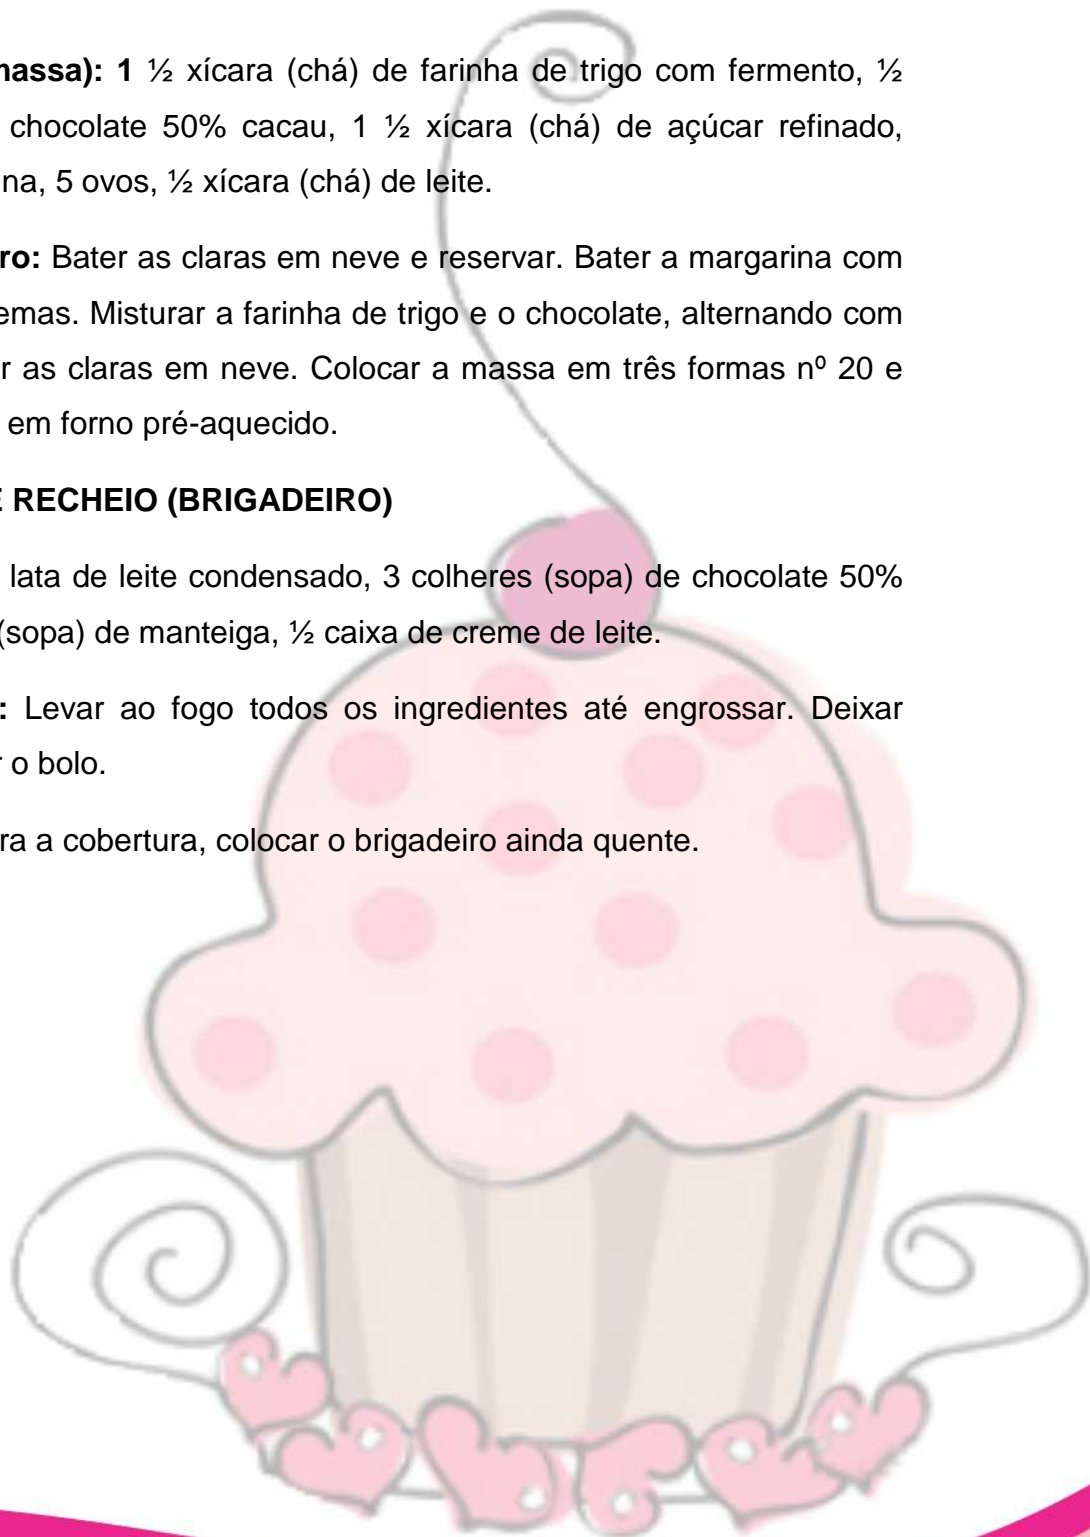 massa): 1 ½ xícara (chá) de farinha de trigo com fermento, ½
chocolate 50% cacau, 1 ½ xícara (chá) de açúcar refinado,
na, 5 ovos, ½ xícara (chá) de leite.
ro: Bater as claras em neve e reservar. Bater a margarina com
emas. Misturar a farinha de trigo e o chocolate, alternando com
r as claras em neve. Colocar a massa em três formas nº 20 e
em forno pré-aquecido.
E RECHEIO (BRIGADEIRO)
lata de leite condensado, 3 colheres (sopa) de chocolate 50%
(sopa) de manteiga, ½ caixa de creme de leite.
: Levar ao fogo todos os ingredientes até engrossar. Deixar
r o bolo.
ra a cobertura, colocar o brigadeiro ainda quente.